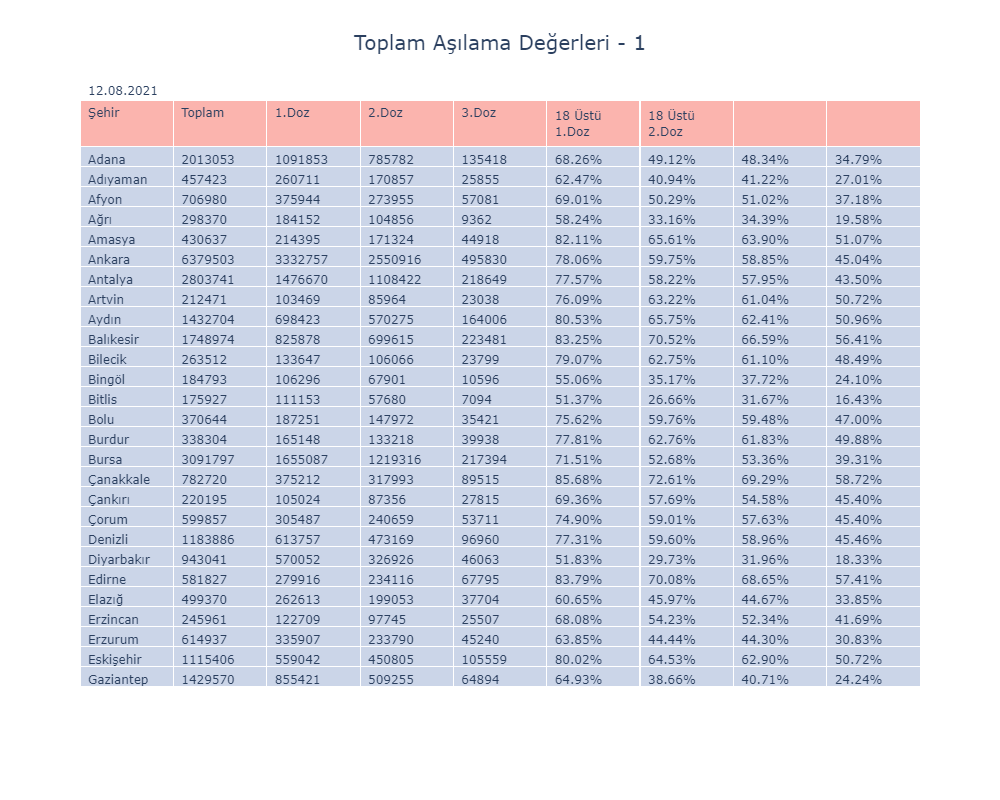 Toplam Aşılama Değerleri - 1
12.08.2021
Şehir Toplam 1.Doz 2.Doz 3.Doz 18 Üstü 1.Doz 18 Üstü 2.Doz
Adana 2013053 1091853 785782 135418 68.26% 49.12% 48.34% 34.79%
Adıyaman 457423 260711 170857 25855 62.47% 40.94% 41.22% 27.01%
Afyon 706980 375944 273955 57081 69.01% 50.29% 51.02% 37.18%
Ağrı 298370 184152 104856 9362 58.24% 33.16% 34.39% 19.58%
Amasya 430637 214395 171324 44918 82.11% 65.61% 63.90% 51.07%
Ankara 6379503 3332757 2550916 495830 78.06% 59.75% 58.85% 45.04%
Antalya 2803741 1476670 1108422 218649 77.57% 58.22% 57.95% 43.50%
Artvin 212471 103469 85964 23038 76.09% 63.22% 61.04% 50.72%
Aydın 1432704 698423 570275 164006 80.53% 65.75% 62.41% 50.96%
Balıkesir 1748974 825878 699615 223481 83.25% 70.52% 66.59% 56.41%
Bilecik 263512 133647 106066 23799 79.07% 62.75% 61.10% 48.49%
Bingöl 184793 106296 67901 10596 55.06% 35.17% 37.72% 24.10%
Bitlis 175927 111153 57680 7094 51.37% 26.66% 31.67% 16.43%
Bolu 370644 187251 147972 35421 75.62% 59.76% 59.48% 47.00%
Burdur 338304 165148 133218 39938 77.81% 62.76% 61.83% 49.88%
Bursa 3091797 1655087 1219316 217394 71.51% 52.68% 53.36% 39.31%
Çanakkale 782720 375212 317993 89515 85.68% 72.61% 69.29% 58.72%
Çankırı 220195 105024 87356 27815 69.36% 57.69% 54.58% 45.40%
Çorum 599857 305487 240659 53711 74.90% 59.01% 57.63% 45.40%
Denizli 1183886 613757 473169 96960 77.31% 59.60% 58.96% 45.46%
Diyarbakır 943041 570052 326926 46063 51.83% 29.73% 31.96% 18.33%
Edirne 581827 279916 234116 67795 83.79% 70.08% 68.65% 57.41%
Elazığ 499370 262613 199053 37704 60.65% 45.97% 44.67% 33.85%
Erzincan 245961 122709 97745 25507 68.08% 54.23% 52.34% 41.69%
Erzurum 614937 335907 233790 45240 63.85% 44.44% 44.30% 30.83%
Eskişehir 1115406 559042 450805 105559 80.02% 64.53% 62.90% 50.72%
Gaziantep 1429570 855421 509255 64894 64.93% 38.66% 40.71% 24.24%